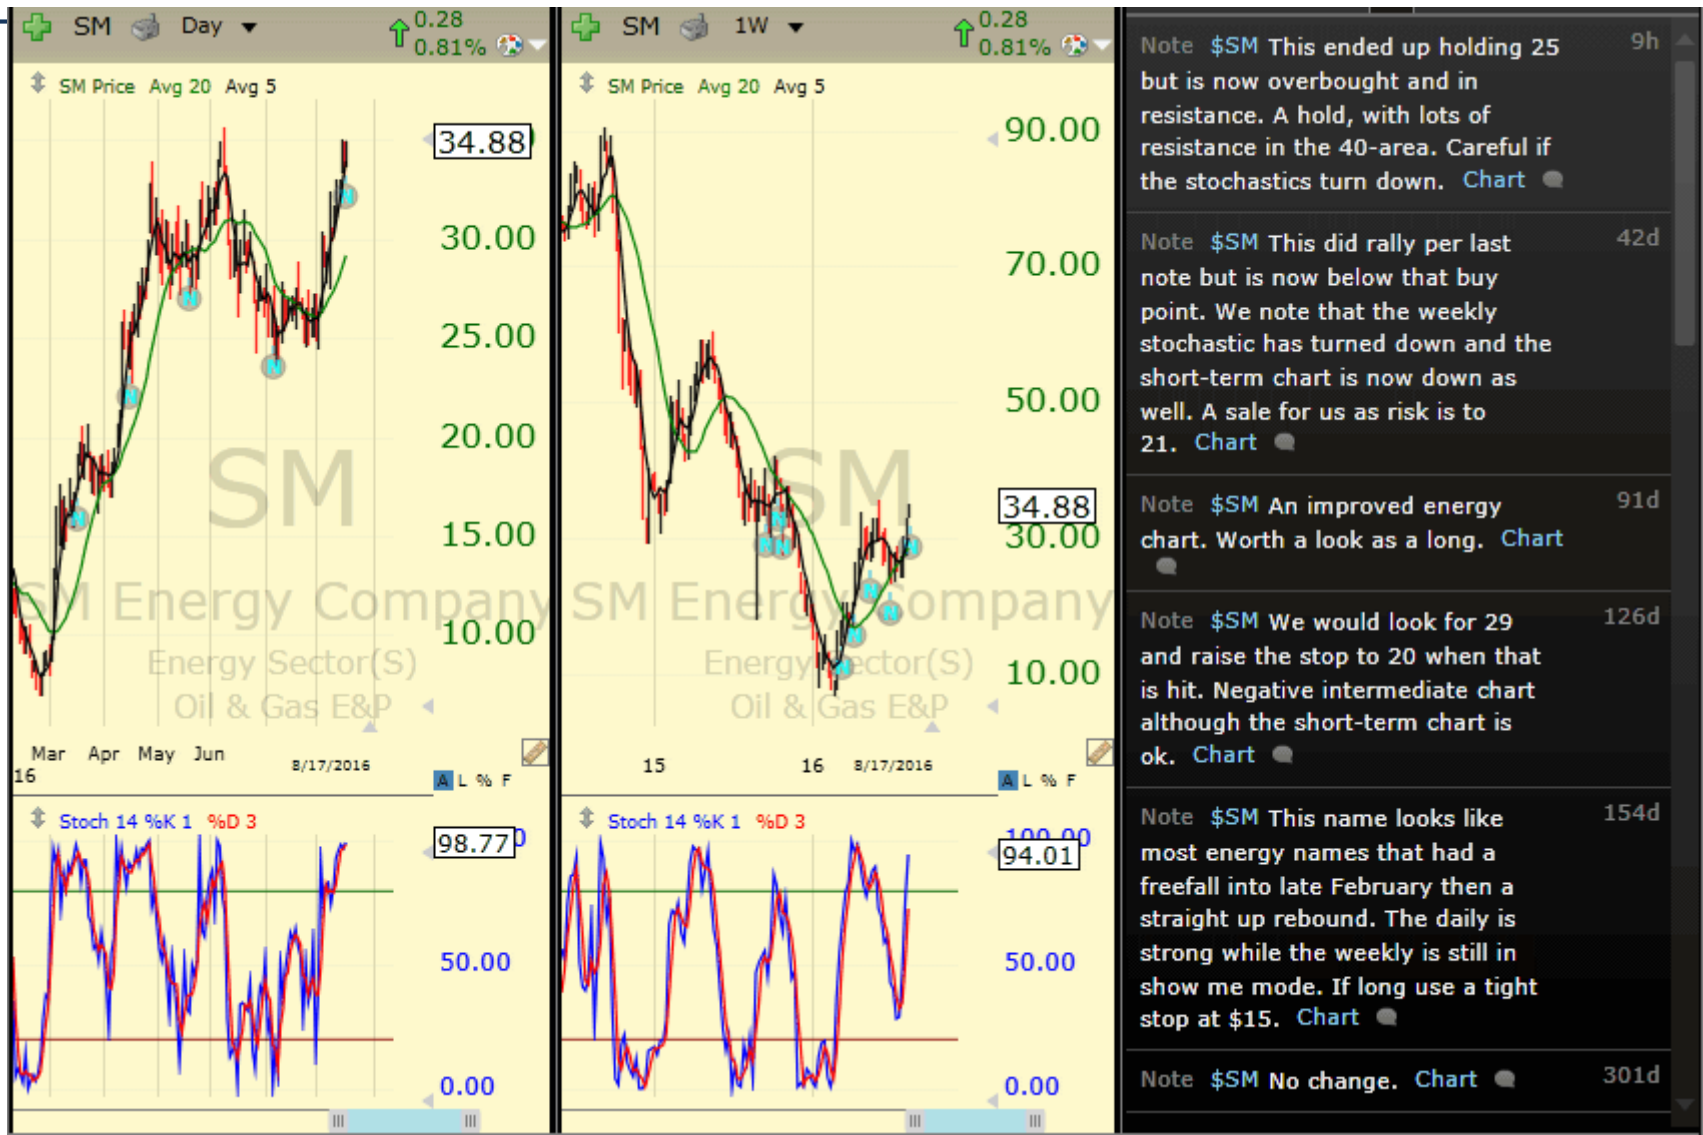 SM Day
0.28
0.81%
SM Price Avg 20 Avg 5
34.88
30.00
25.00
20.00
15.00
10.00
SM
SM Energy Company
Energy Sector(S)
Oil & Gas E&P
Mar Apr May Jun
16
8/17/2016
A L % F
Stoch 14 %K 1 %D 3
98.77
50.00
0.00
SM 1W
0.28
0.81%
SM Price Avg 20 Avg 5
90.00
70.00
50.00
34.88
30.00
10.00
SM
SM Energy Company
Energy Sector(S)
Oil & Gas E&P
15 16 8/17/2016
A L % F
Stoch 14 %K 1 %D 3
100.00
94.01
50.00
0.00
Note $SM This ended up holding 25 9h
but is now overbought and in
resistance. A hold, with lots of
resistance in the 40-area. Careful if
the stochastics turn down. Chart
Note $SM This did rally per last 42d
note but is now below that buy
point. We note that the weekly
stochastic has turned down and the
short-term chart is now down as
well. A sale for us as risk is to
21. Chart
Note $SM An improved energy 91d
chart. Worth a look as a long. Chart
Note $SM We would look for 29 126d
and raise the stop to 20 when that
is hit. Negative intermediate chart
although the short-term chart is
ok. Chart
Note $SM This name looks like 154d
most energy names that had a
freefall into late February then a
straight up rebound. The daily is
strong while the weekly is still in
show me mode. If long use a tight
stop at $15. Chart
Note $SM No change. Chart 301d